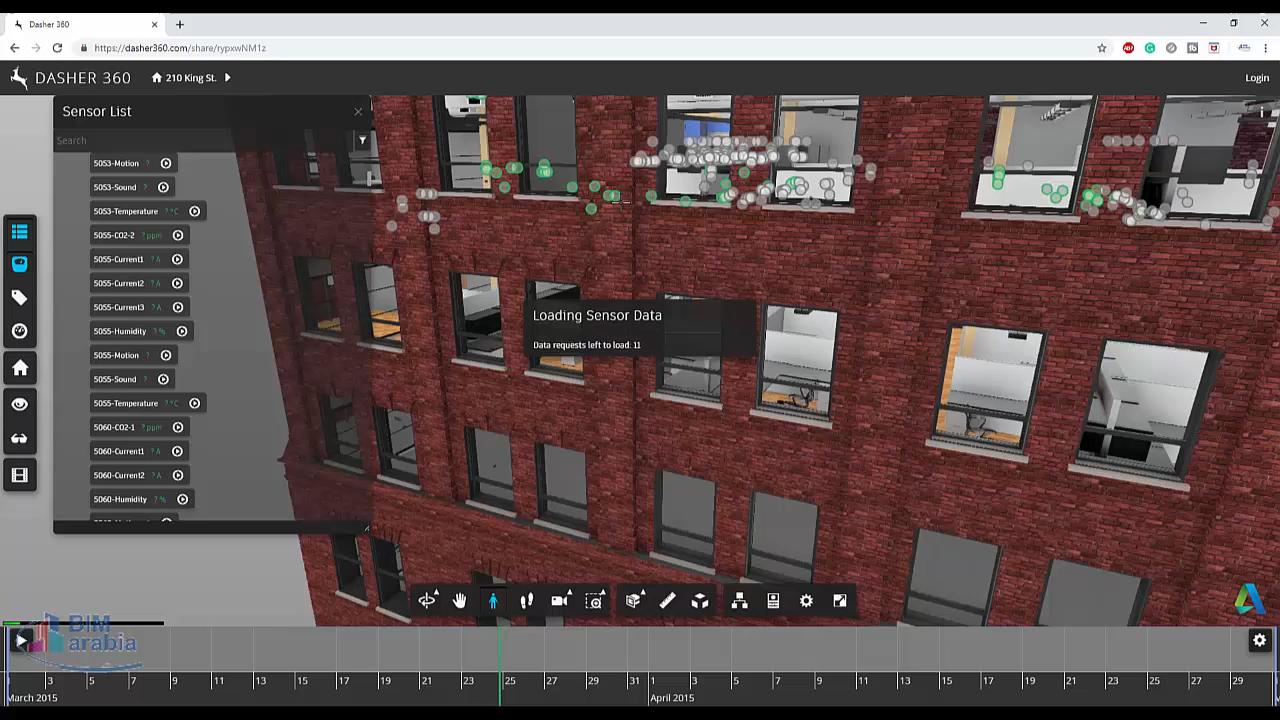 Dasher 360
https://dasher360.com/share/rypxwNM1z
DASHER 360
210 King St.
Login
Sensor List
Search
5053-Motion ?
5053-Sound ?
5053-Temperature ? °C
5055-CO2-2 ? ppm
5055-Current1 ? A
5055-Current2 ? A
5055-Current3 ? A
5055-Humidity ? %
5055-Motion ?
5055-Sound ?
5055-Temperature ? °C
5060-CO2-1 ? ppm
5060-Current1 ? A
5060-Current2 ? A
5060-Humidity ? %
Loading Sensor Data
Data requests left to load: 11
BIM
arabia
3 5 7 9 11 13 15 17 19 21 23 25 27 29 31 1 3 5 7 9 11 13 15 17 19 21 23 25 27 29
March 2015 April 2015